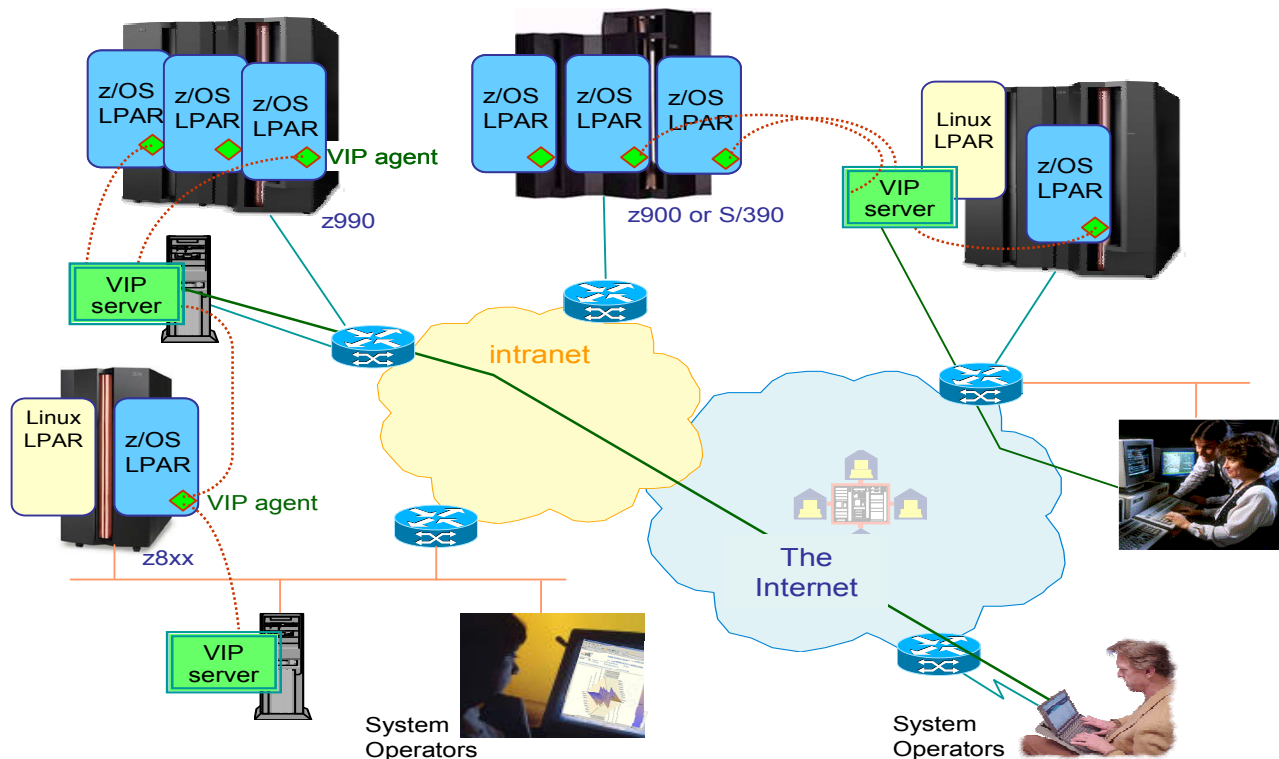 z/OS
LPAR
z/OS
LPAR
z/OS
LPAR
VIP agent
z990
z/OS
LPAR
z/OS
LPAR
z/OS
LPAR
z900 or S/390
Linux
LPAR
z/OS
LPAR
VIP
server
VIP
server
intranet
Linux
LPAR
z/OS
LPAR
VIP agent
z8xx
The
Internet
VIP
server
System
Operators
System
Operators